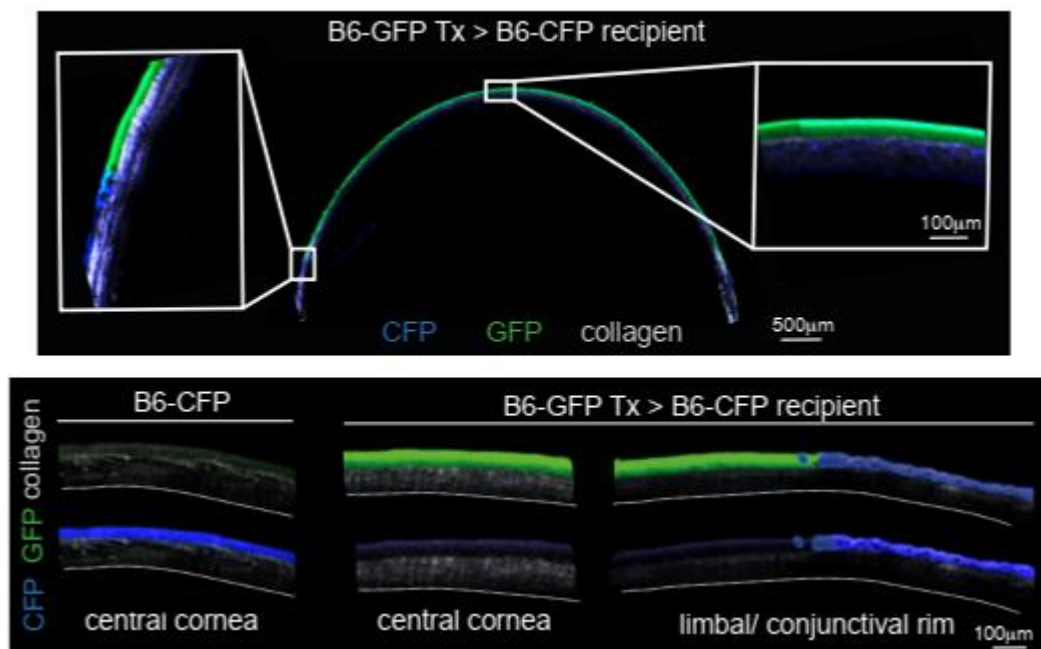 B6-GFP Tx > B6-CFP recipient
100µm
CFP GFP collagen
500µm
B6-CFP
B6-GFP Tx > B6-CFP recipient
CFP GFP collagen
central cornea
central cornea
limbal/ conjunctival rim
100µm